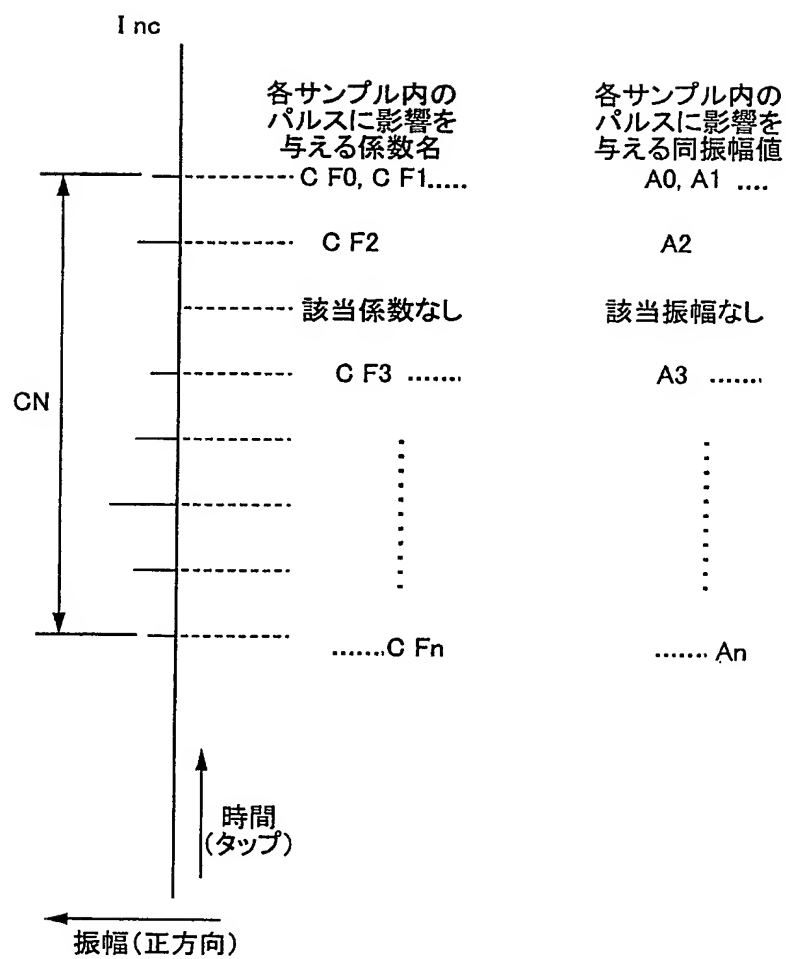 I nc
各サンプル内の
パルスに影響を
与える係数名
各サンプル内の
パルスに影響を
与える同振幅値
C F0, C F1.....
A0, A1 ....
C F2
A2
該当係数なし
該当振幅なし
C F3 .......
A3 .......
CN
.......C Fn
....... An
時間
(タップ)
振幅(正方向)